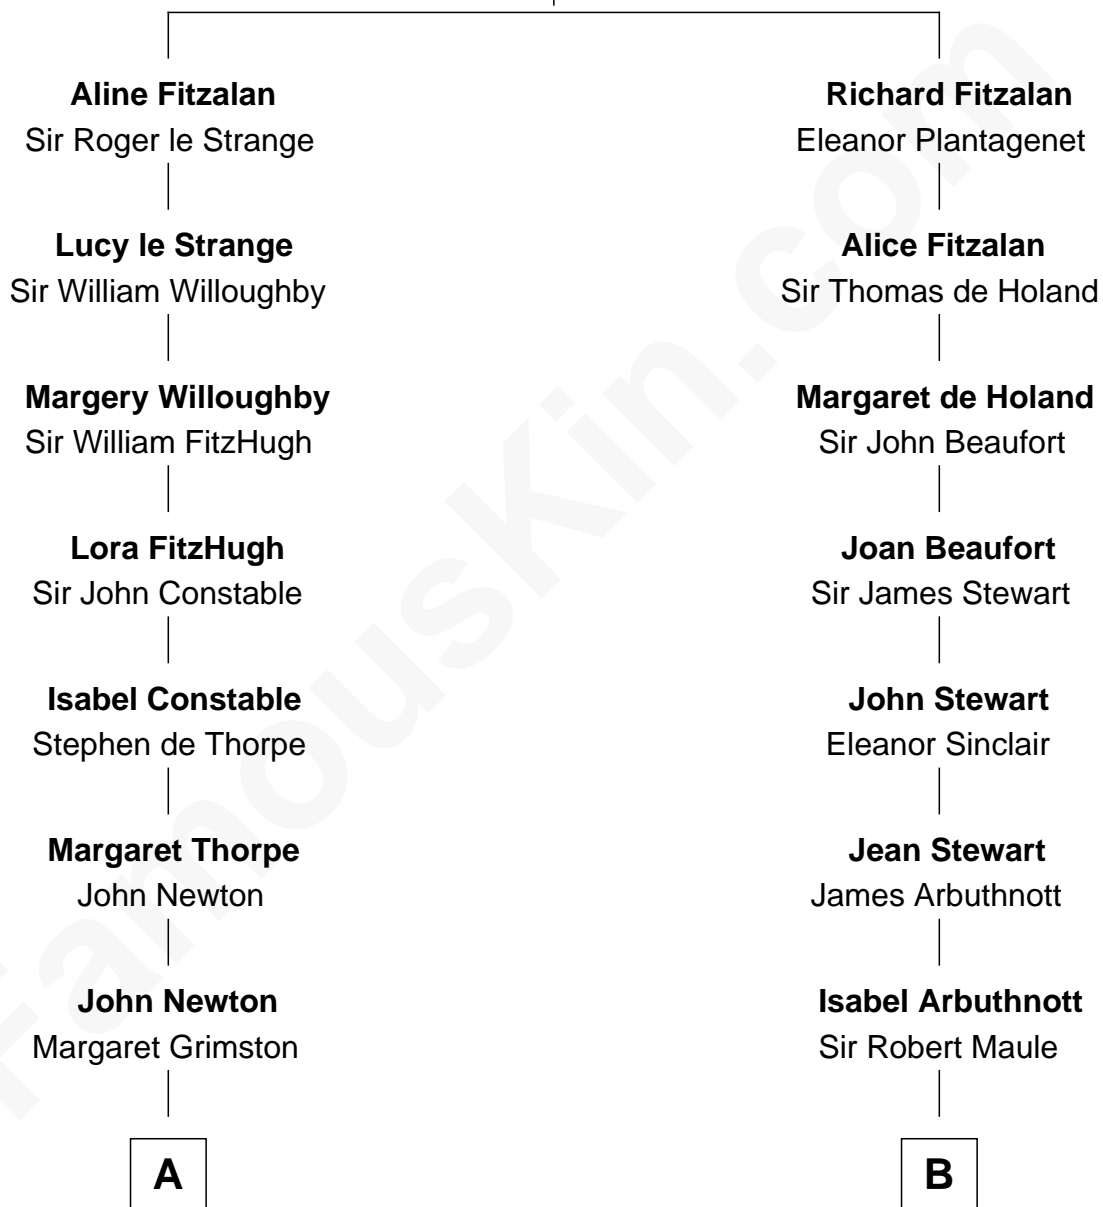 Aline Fitzalan
Sir Roger le Strange
Lucy le Strange
Sir William Willoughby
Margery Willoughby
Sir William FitzHugh
Lora FitzHugh
Sir John Constable
Isabel Constable
Stephen de Thorpe
Margaret Thorpe
John Newton
John Newton
Margaret Grimston
A
Richard Fitzalan
Eleanor Plantagenet
Alice Fitzalan
Sir Thomas de Holand
Margaret de Holand
Sir John Beaufort
Joan Beaufort
Sir James Stewart
John Stewart
Eleanor Sinclair
Jean Stewart
James Arbuthnott
Isabel Arbuthnott
Sir Robert Maule
B
FamousKin.com